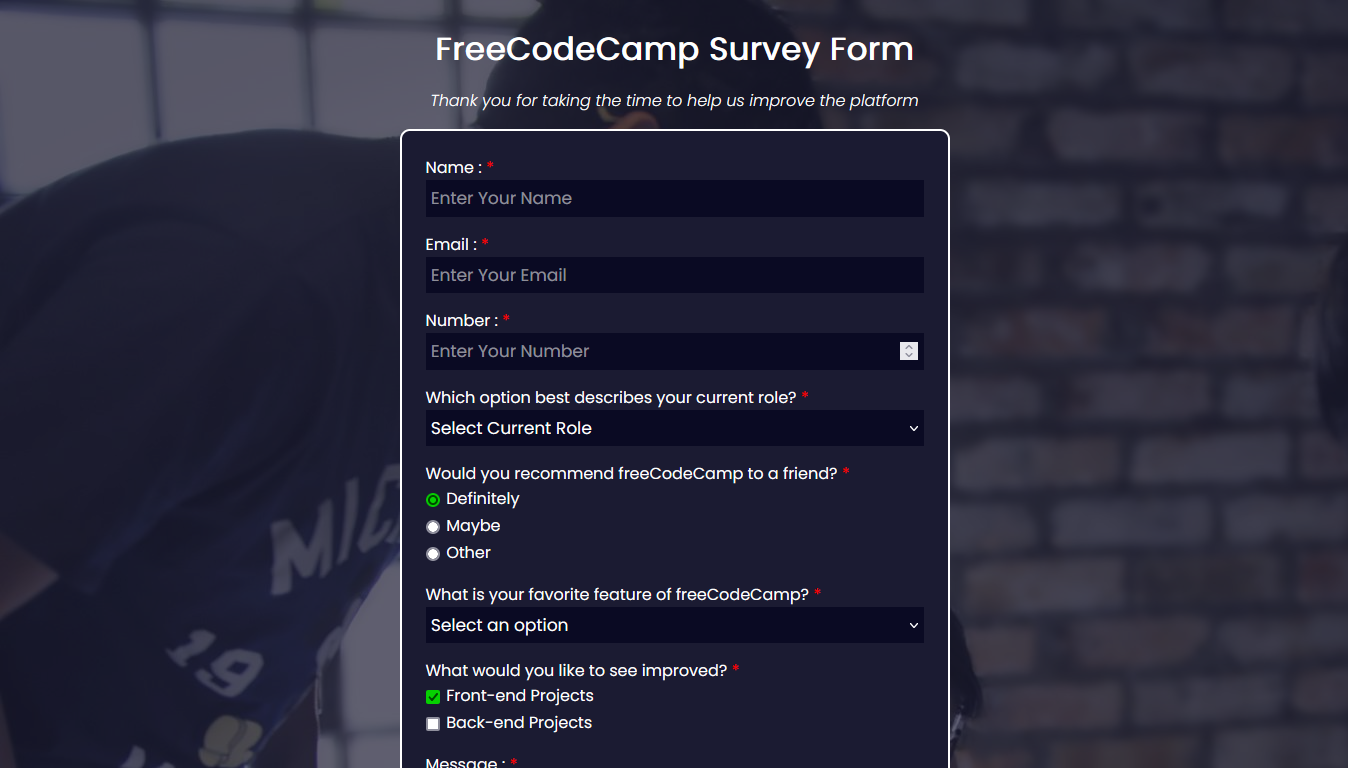 FreeCodeCamp Survey Form
Thank you for taking the time to help us improve the platform
Name : *
Enter Your Name
Email : *
Enter Your Email
Number : *
Enter Your Number
Which option best describes your current role? *
Select Current Role
Would you recommend freeCodeCamp to a friend? *
Definitely
Maybe
Other
What is your favorite feature of freeCodeCamp? *
Select an option
What would you like to see improved? *
Front-end Projects
Back-end Projects
Message : *
19